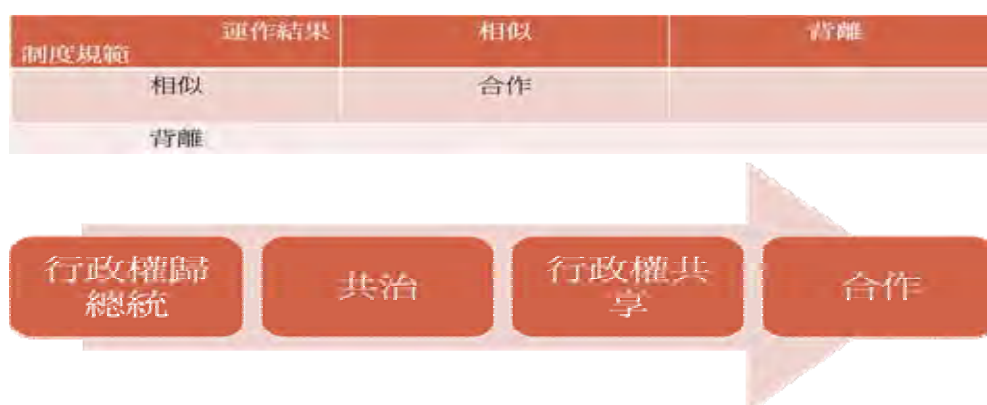 運作結果 相似 背離
制度規範
相似 合作
背離
行政權歸
總統
共治
行政權共
享
合作